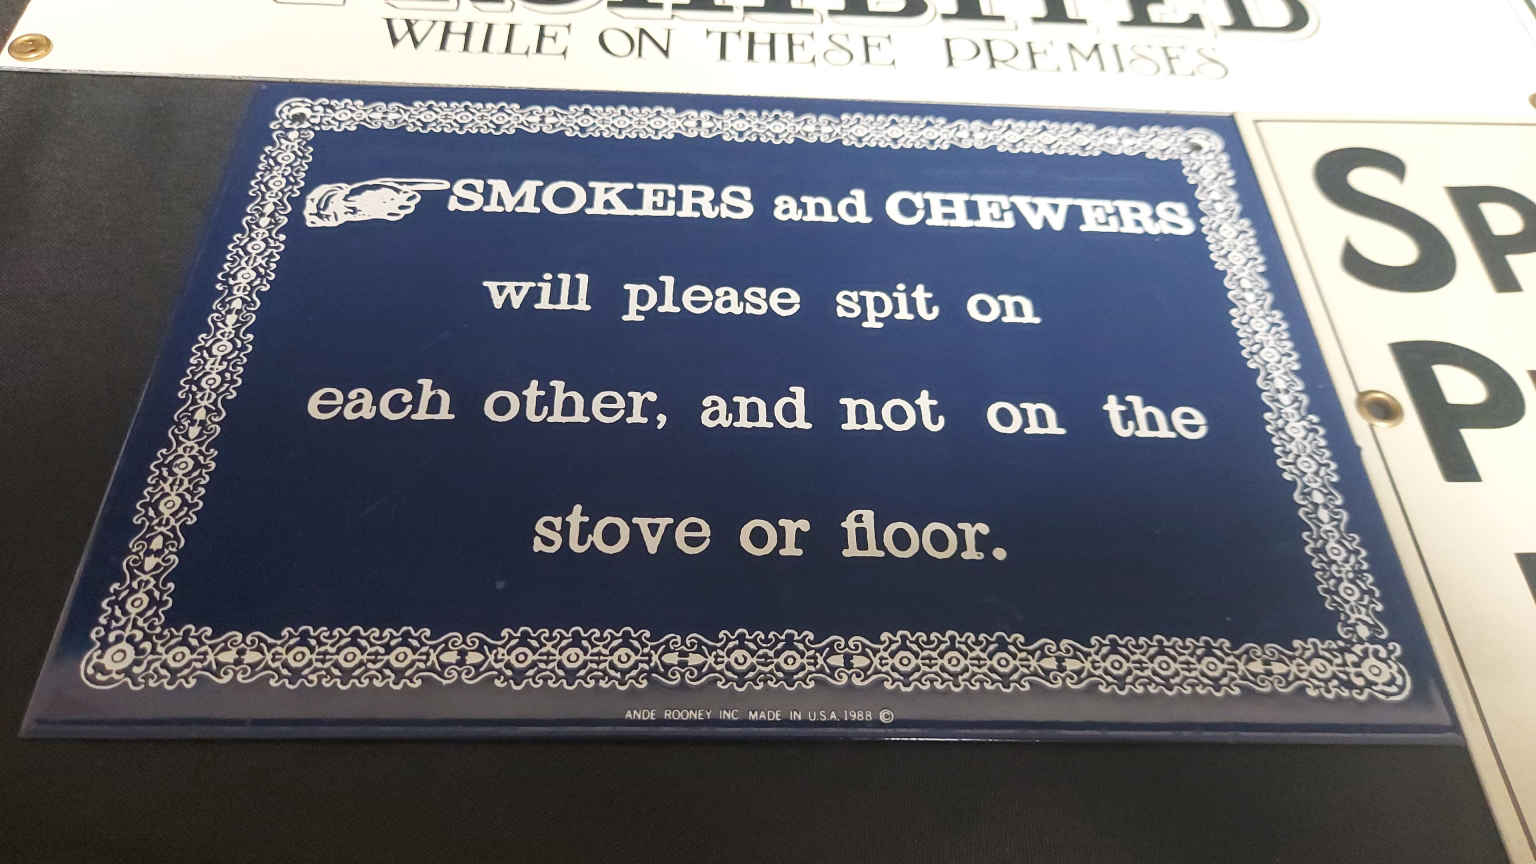 PROHIBITED
WHILE ON THESE PREMISES
SMOKERS and CHEWERS
will please spit on
each other, and not on the
stove or floor.
ANDE ROONEY INC MADE IN U.S.A. 1988 ©